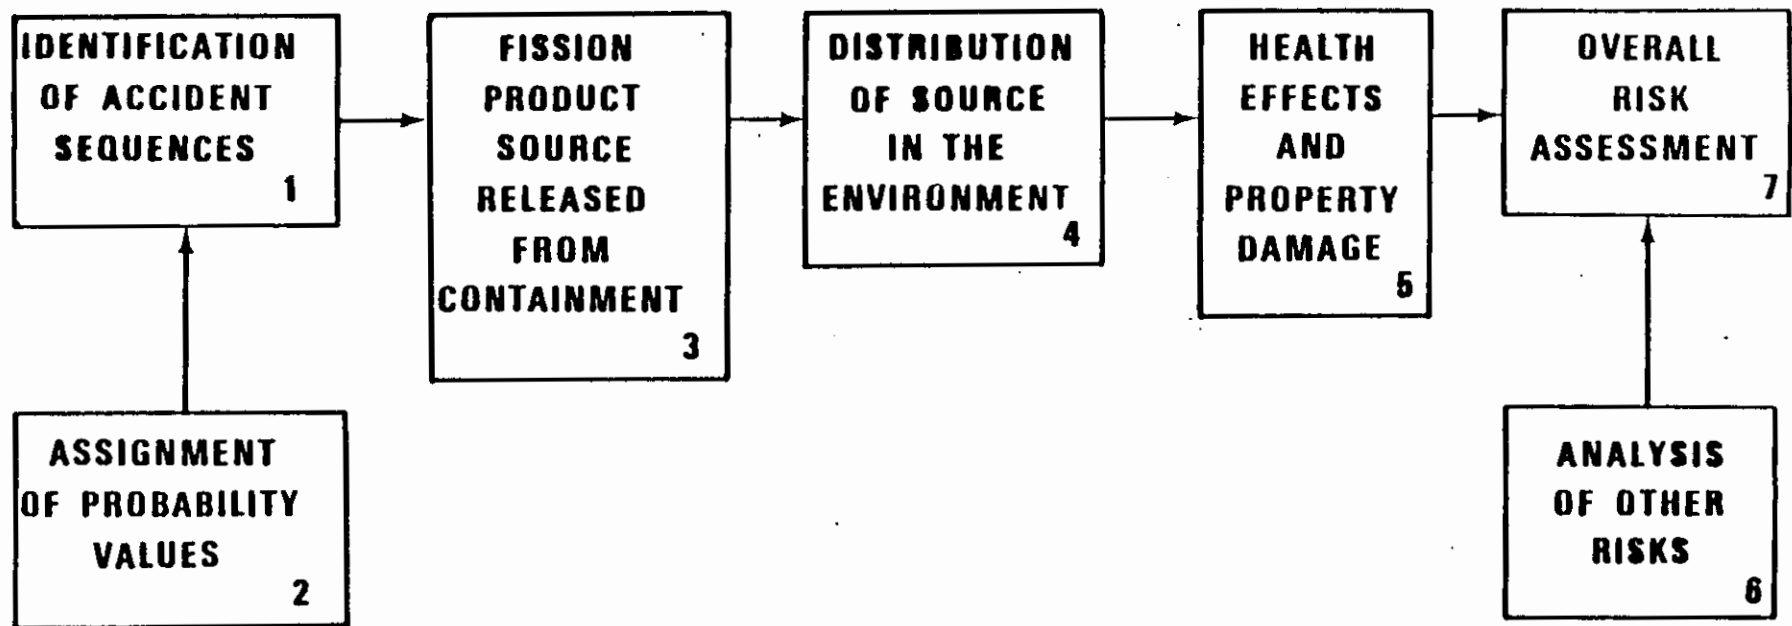 IDENTIFICATION
OF ACCIDENT
SEQUENCES
1
FISSION
PRODUCT
SOURCE
RELEASED
FROM
CONTAINMENT
3
DISTRIBUTION
OF SOURCE
IN THE
ENVIRONMENT
4
HEALTH
EFFECTS
AND
PROPERTY
DAMAGE
5
OVERALL
RISK
ASSESSMENT
7
ASSIGNMENT
OF PROBABILITY
VALUES
2
ANALYSIS
OF OTHER
RISKS
6